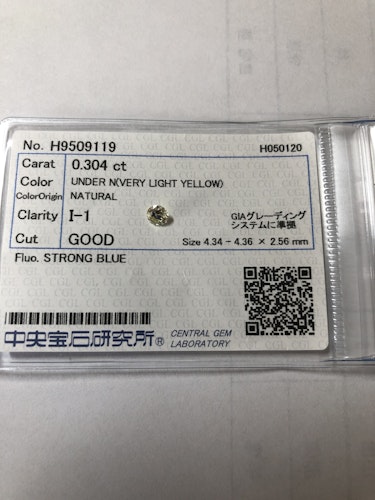 No. H9509119 H050120
Carat 0.304 ct
Color UNDER N(VERY LIGHT YELLOW)
ColorOrigin NATURAL
Clarity I-1 GIAグレーディング
システムに準拠
Cut GOOD Size 4.34 - 4.36 × 2.56 mm
Fluo. STRONG BLUE
中央宝石研究所® CENTRAL GEM
LABORATORY